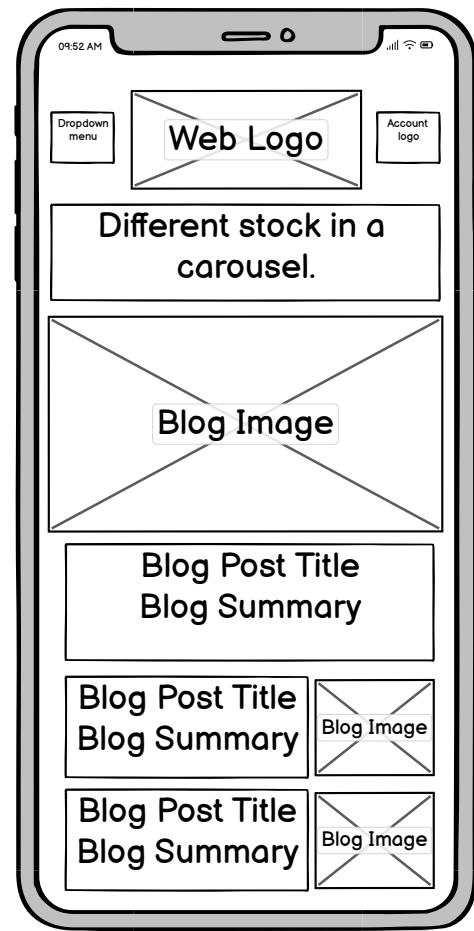 09:52 AM
Dropdown
menu
Web Logo
Account
logo
Different stock in a
carousel.
Blog Image
Blog Post Title
Blog Summary
Blog Post Title
Blog Summary
Blog Image
Blog Post Title
Blog Summary
Blog Image